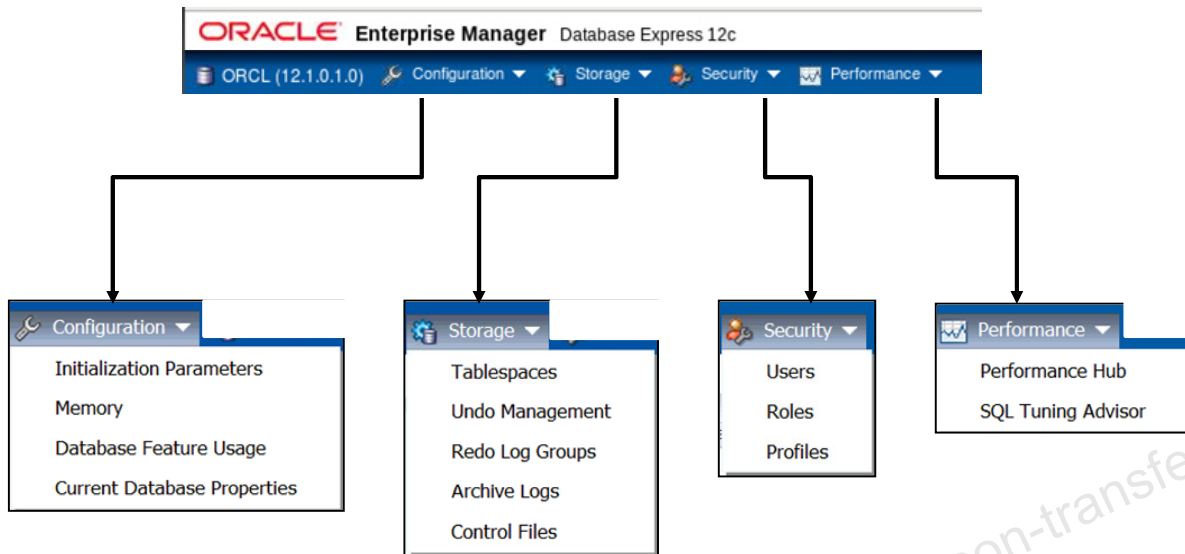 ORACLE Enterprise Manager Database Express 12c
ORCL (12.1.0.1.0) Configuration Storage Security Performance
Configuration
Initialization Parameters
Memory
Database Feature Usage
Current Database Properties
Storage
Tablespaces
Undo Management
Redo Log Groups
Archive Logs
Control Files
Security
Users
Roles
Profiles
Performance
Performance Hub
SQL Tuning Advisor